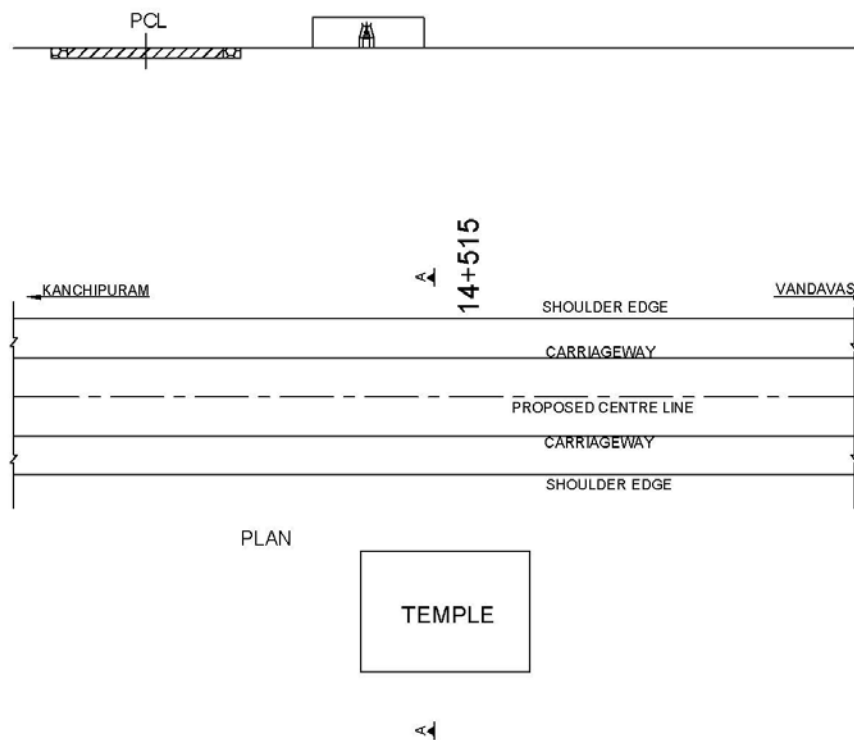 PCL
14+515
A
KANCHIPURAM
VANDAVAS
SHOULDER EDGE
CARRIAGEWAY
PROPOSED CENTRE LINE
CARRIAGEWAY
SHOULDER EDGE
PLAN
TEMPLE
A